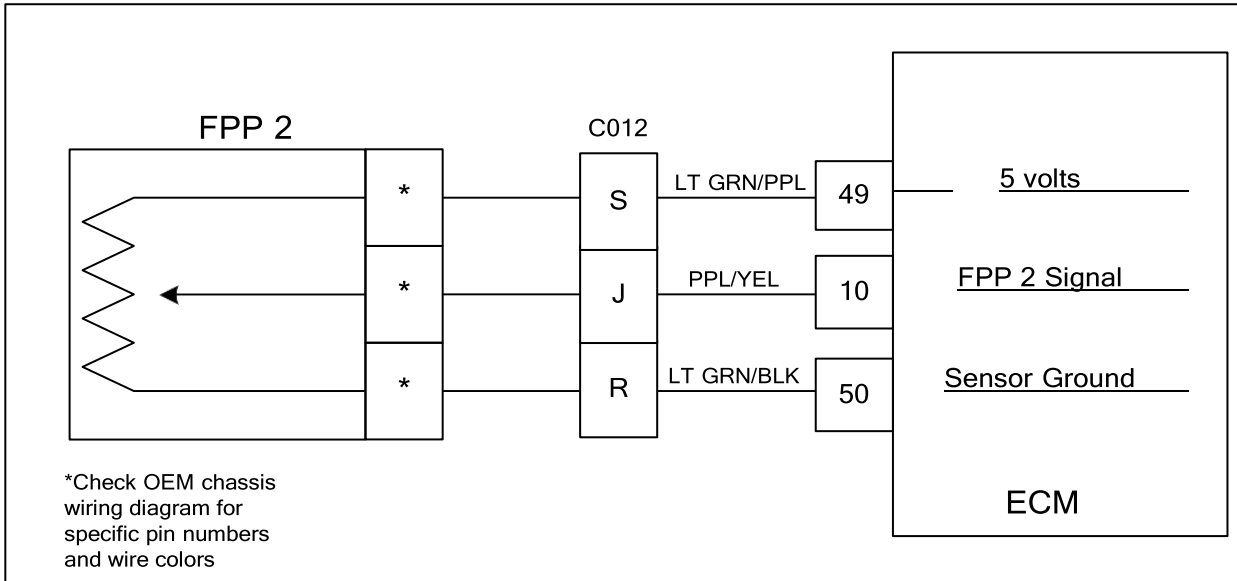 FPP 2
C012
*
S
LT GRN/PPL
49
5 volts
*
J
PPL/YEL
10
FPP 2 Signal
*
R
LT GRN/BLK
50
Sensor Ground
ECM
*Check OEM chassis
wiring diagram for
specific pin numbers
and wire colors